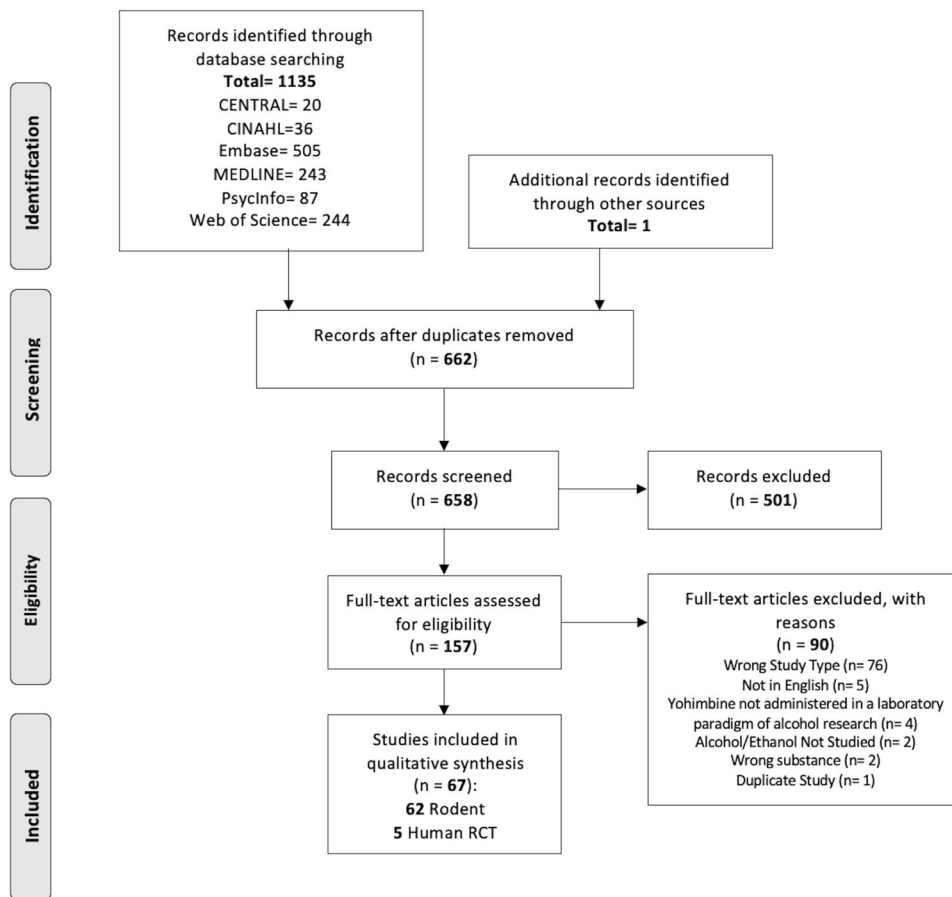 Identification
Records identified through
database searching
Total= 1135
CENTRAL= 20
CINAHL=36
Embase= 505
MEDLINE= 243
PsycInfo= 87
Web of Science= 244
Additional records identified
through other sources
Total= 1
Screening
Records after duplicates removed
(n = 662)
Records screened
(n = 658)
Records excluded
(n = 501)
Eligibility
Full-text articles assessed
for eligibility
(n = 157)
Full-text articles excluded, with
reasons
(n = 90)
Wrong Study Type (n= 76)
Not in English (n= 5)
Yohimbine not administered in a laboratory
paradigm of alcohol research (n= 4)
Alcohol/Ethanol Not Studied (n= 2)
Wrong substance (n= 2)
Duplicate Study (n= 1)
Included
Studies included in
qualitative synthesis
(n = 67):
62 Rodent
5 Human RCT